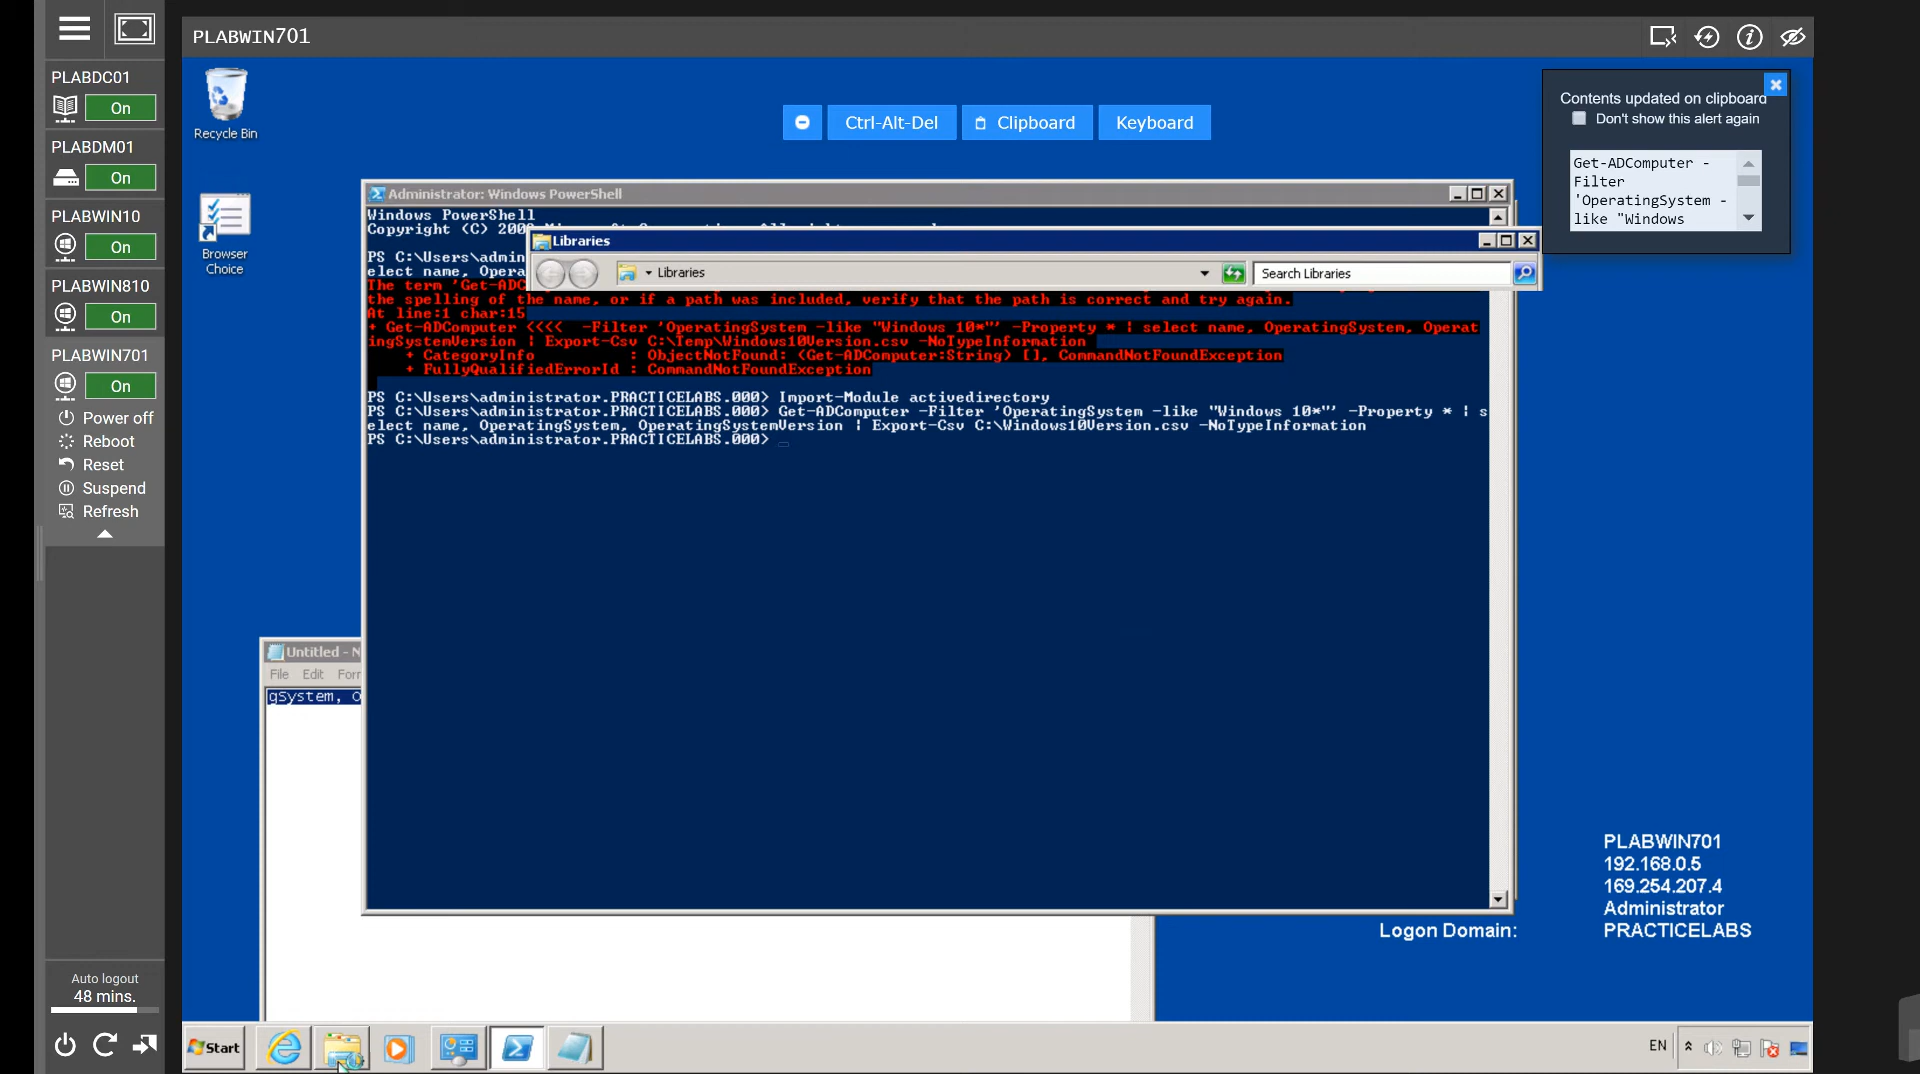 PLABWIN701
PLABDC01
On
PLABDM01
On
PLABWIN10
On
PLABWIN810
On
PLABWIN701
On
Power off
Reboot
Reset
Suspend
Refresh
Auto logout
48 mins.
Recycle Bin
Browser
Choice
Ctrl-Alt-Del
Clipboard
Keyboard
Contents updated on clipboard
Don't show this alert again
Get-ADComputer -
Filter
'OperatingSystem -
like "Windows
Administrator: Windows PowerShell
Windows PowerShell
Copyright (C) 200
Libraries
Libraries
Search Libraries
PS C:\Users\admin
elect name, Opera
The term 'Get-AD
the spelling of the name, or if a path was included, verify that the path is correct and try again.
At line:1 char:15
+ Get-ADComputer <<<<  -Filter 'OperatingSystem -like "Windows 10*"' -Property * | select name, OperatingSystem, Operat
ingSystemVersion | Export-Csv C:\Temp\Windows10Version.csv -NoTypeInformation
+ CategoryInfo : ObjectNotFound: (Get-ADComputer:String) [], CommandNotFoundException
+ FullyQualifiedErrorId : CommandNotFoundException
PS C:\Users\administrator.PRACTICELABS.000> Import-Module activedirectory
PS C:\Users\administrator.PRACTICELABS.000> Get-ADComputer -Filter 'OperatingSystem -like "Windows 10*"' -Property * | s
elect name, OperatingSystem, OperatingSystemVersion | Export-Csv C:\Windows10Version.csv -NoTypeInformation
PS C:\Users\administrator.PRACTICELABS.000> _
Untitled - N
File Edit For
gSystem, O
PLABWIN701
192.168.0.5
169.254.207.4
Administrator
Logon Domain: PRACTICELABS
Start
EN